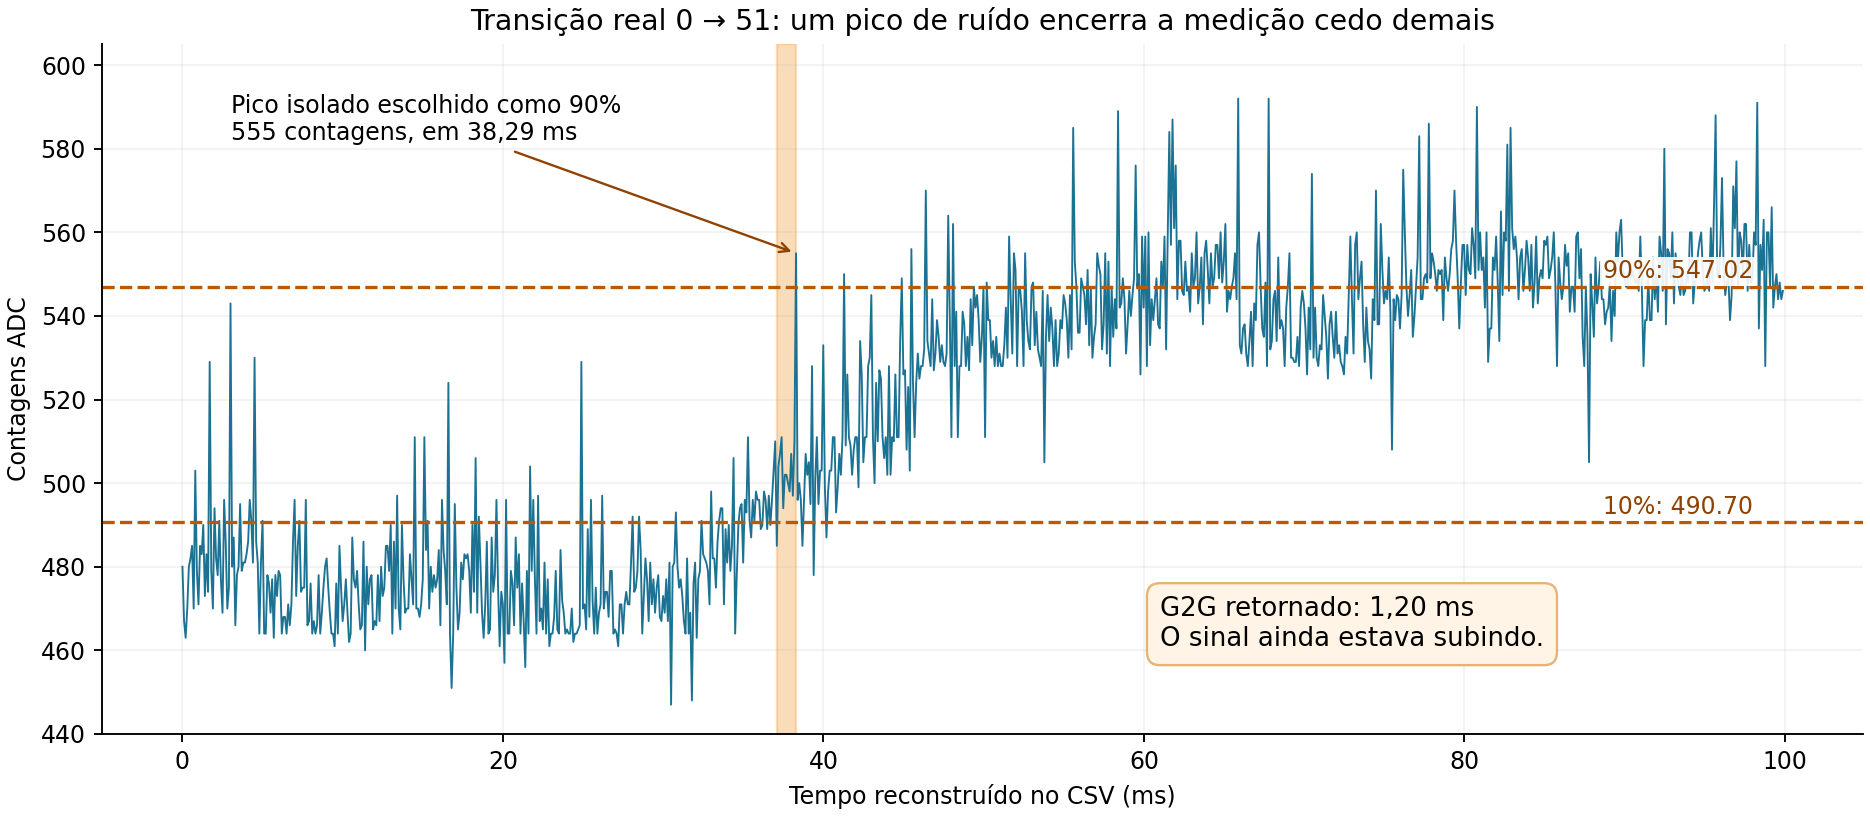 Transição real 0 → 51: um pico de ruído encerra a medição cedo demais
600
580
560
540
520
500
480
460
440
Contagens ADC
Pico isolado escolhido como 90%
555 contagens, em 38,29 ms
90%: 547.02
10%: 490.70
G2G retornado: 1,20 ms
O sinal ainda estava subindo.
0
20
40
60
80
100
Tempo reconstruído no CSV (ms)